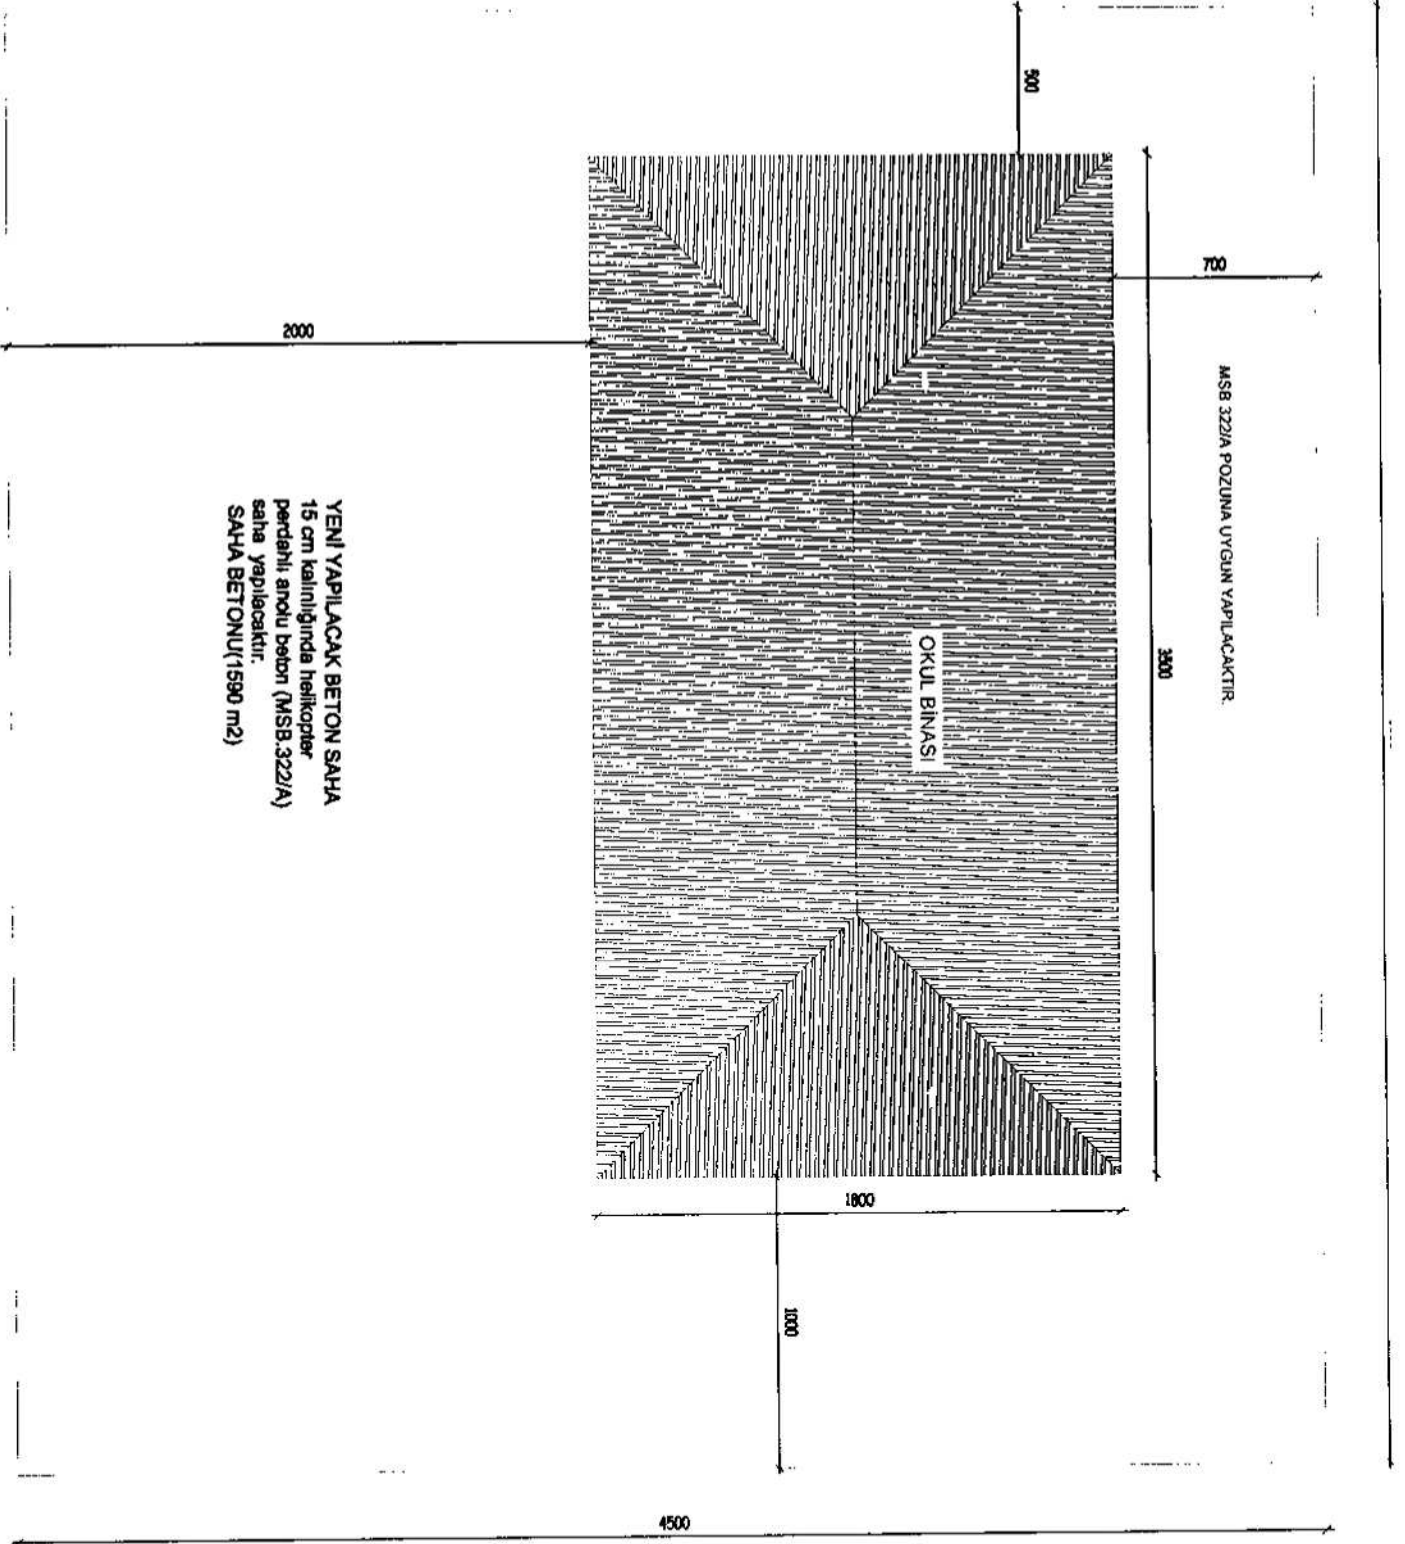 MSB 322/A POZUNA UYGUN YAPILACAKTIR.
500
700
3500
OKUL BİNASI
2000
1800
1000
4500
YENİ YAPILACAK BETON SAHA
15 cm kalınlığında helikopter
perdahlı anolu beton (MSB.322/A)
saha yapılacaktır.
SAHA BETONU(1590 m2)